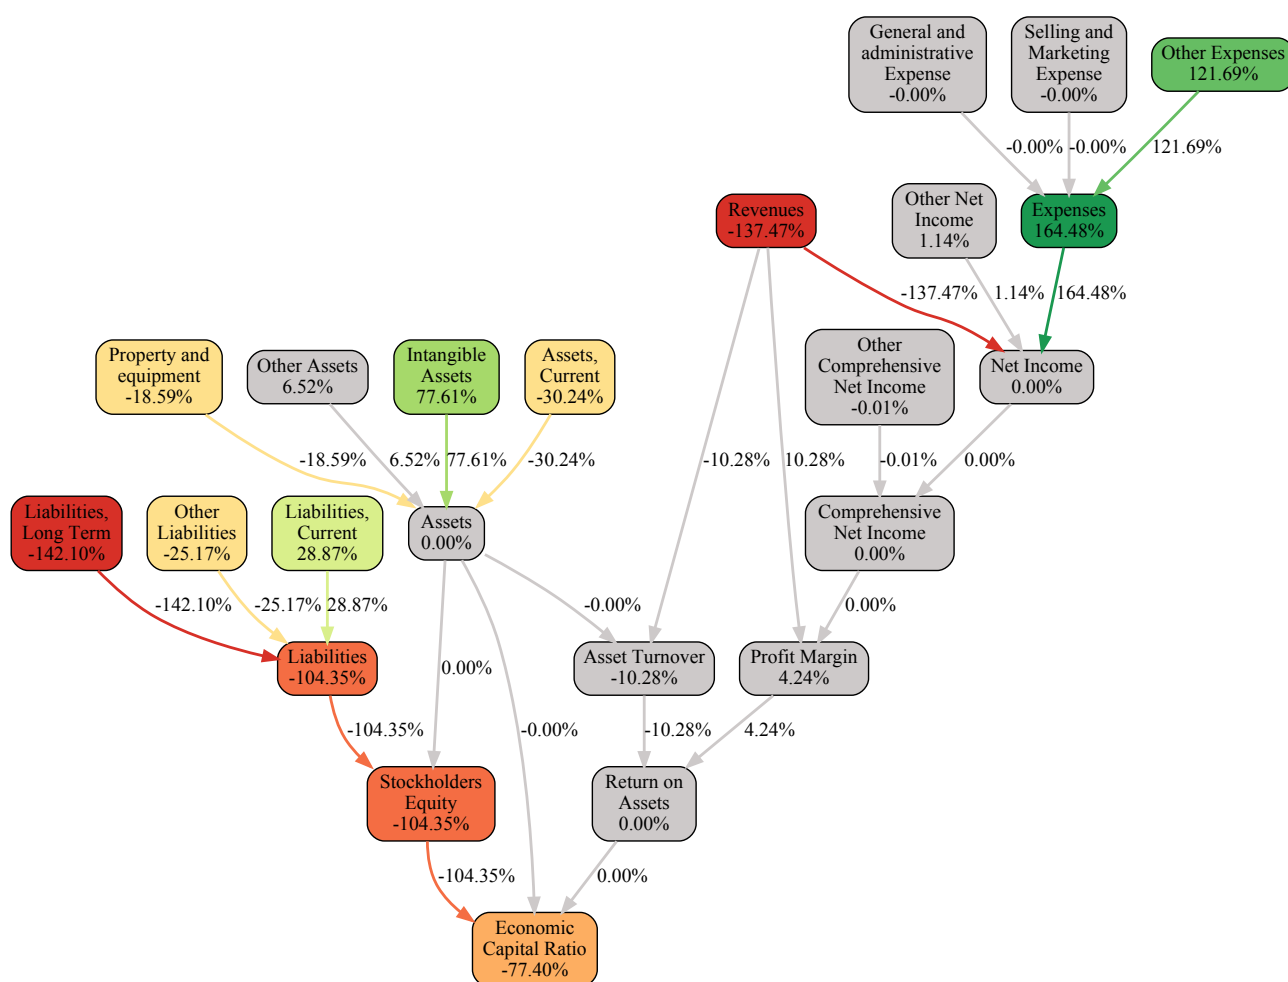 General and
administrative
Expense
-0.00%
Selling and
Marketing
Expense
-0.00%
Other Expenses
121.69%
-0.00%
-0.00%
121.69%
Revenues
-137.47%
Other Net
Income
1.14%
Expenses
164.48%
-137.47%
1.14%
164.48%
Property and
equipment
-18.59%
Other Assets
6.52%
Intangible
Assets
77.61%
Assets,
Current
-30.24%
Other
Comprehensive
Net Income
-0.01%
Net Income
0.00%
-18.59%
6.52%
77.61%
-30.24%
-10.28%
10.28%
-0.01%
0.00%
Liabilities,
Long Term
-142.10%
Other
Liabilities
-25.17%
Liabilities,
Current
28.87%
Assets
0.00%
Comprehensive
Net Income
0.00%
-142.10%
-25.17%
28.87%
-0.00%
0.00%
Liabilities
-104.35%
0.00%
Asset Turnover
-10.28%
Profit Margin
4.24%
-104.35%
-0.00%
-10.28%
4.24%
Stockholders
Equity
-104.35%
Return on
Assets
0.00%
-104.35%
0.00%
Economic
Capital Ratio
-77.40%